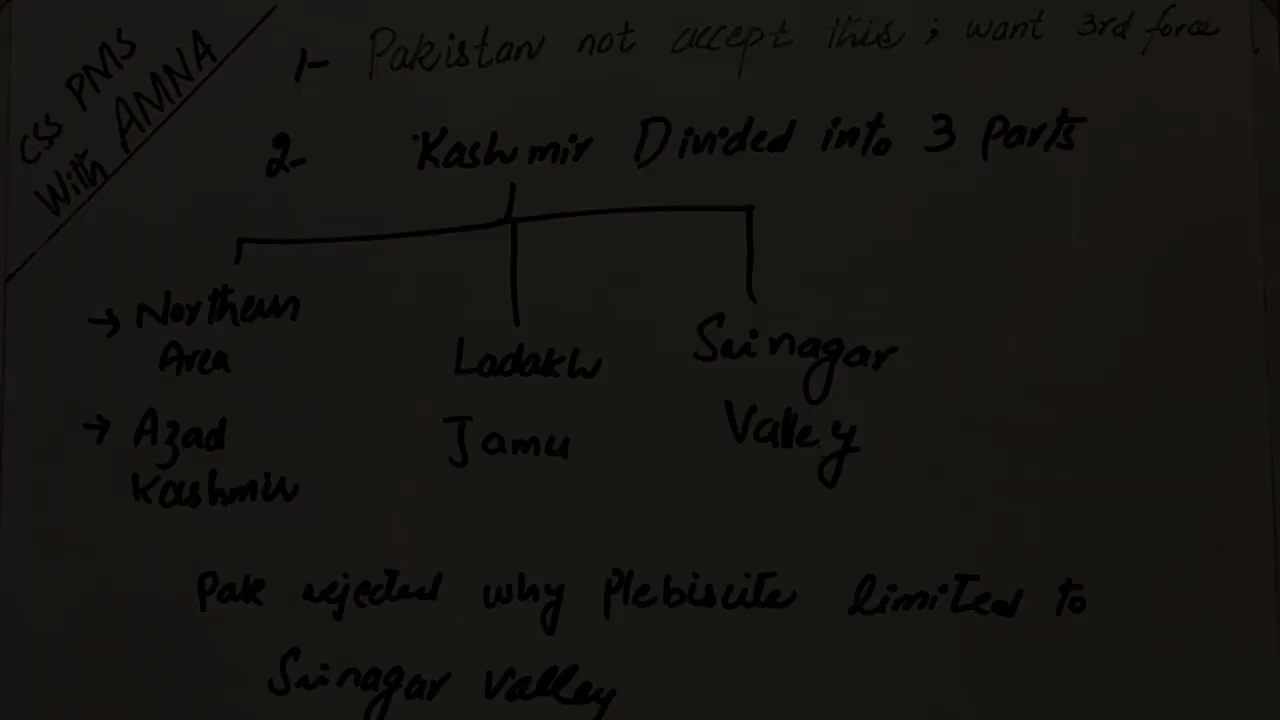 CSS PMS
With AMNA
1- Pakistan not accept this; want 3rd force
2- Kashmir Divided into 3 Parts
→ Northern
Area
→ Azad
Kashmir
Ladakh
Jamu
Srinagar
Valley
Pak rejected why Plebiscite limited to
Srinagar Valley